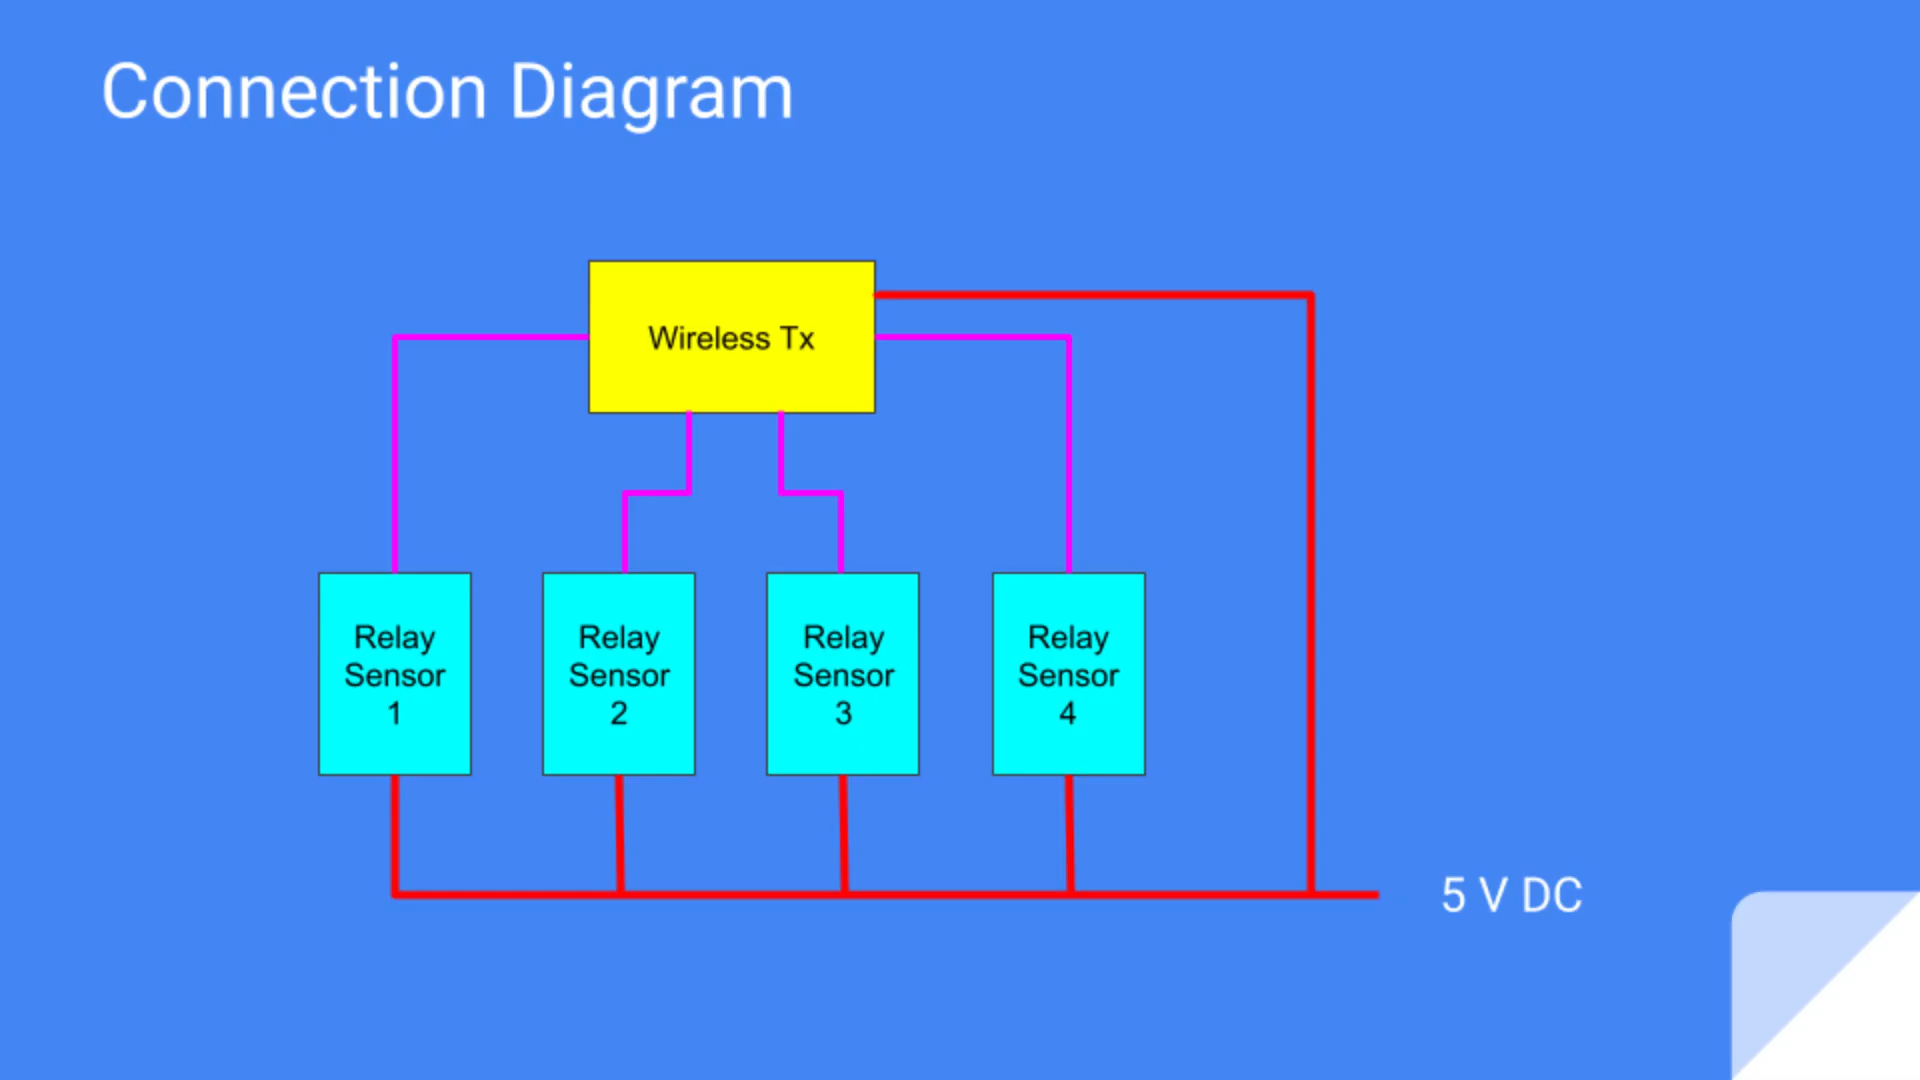 Connection Diagram
Wireless Tx
Relay
Sensor
1
Relay
Sensor
2
Relay
Sensor
3
Relay
Sensor
4
5 V DC